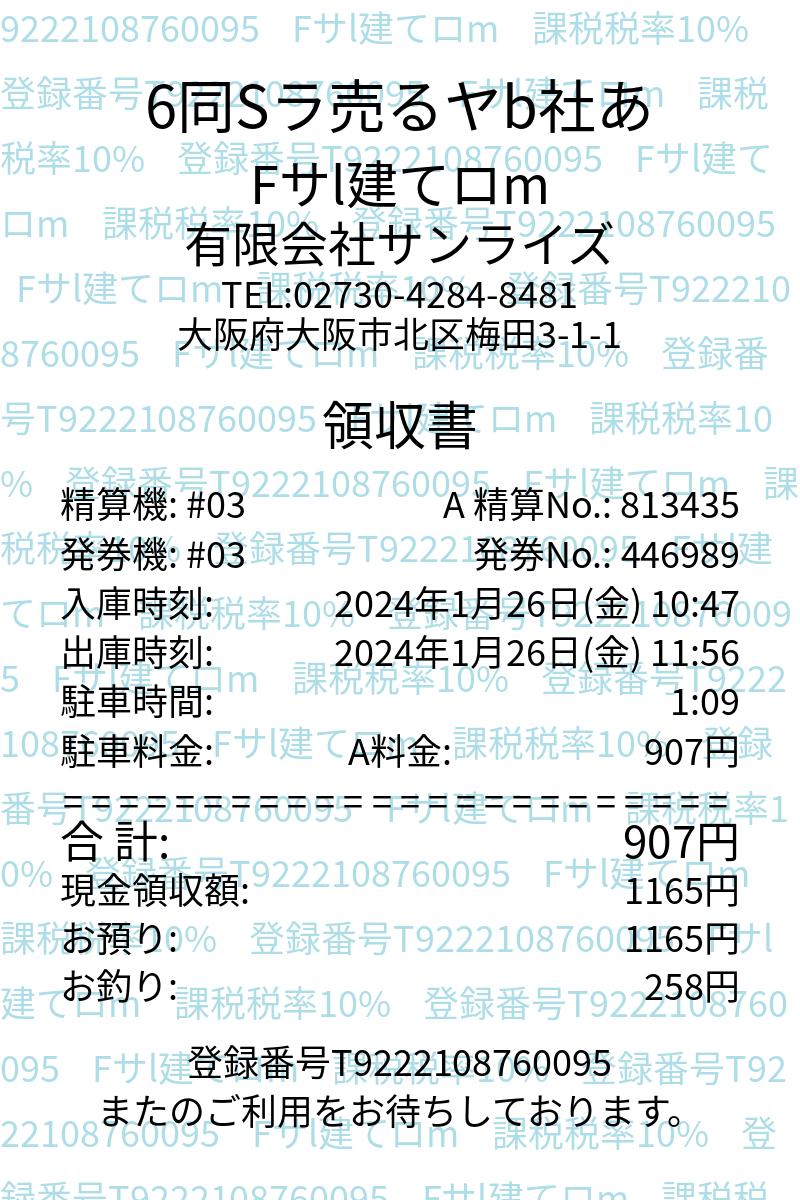 6同Sラ売るヤb社あ
Fサl建てロm
有限会社サンライズ
TEL:02730-4284-8481
大阪府大阪市北区梅田3-1-1
領収書
精算機: #03 A 精算No.: 813435
発券機: #03 発券No.: 446989
入庫時刻: 2024年1月26日(金) 10:47
出庫時刻: 2024年1月26日(金) 11:56
駐車時間: 1:09
駐車料金: A料金: 907円
========================
合 計: 907円
現金領収額: 1165円
お預り: 1165円
お釣り: 258円
登録番号T9222108760095
またのご利用をお待ちしております。
9222108760095 Fサl建てロm 課税税率10%
登録番号T9222108760095 Fサl建てロm 課税
税率10% 登録番号T9222108760095 Fサl建て
ロm 課税税率10% 登録番号T9222108760095
Fサl建てロm 課税税率10% 登録番号T922210
8760095 Fサl建てロm 課税税率10% 登録番
号T9222108760095 Fサl建てロm 課税税率10
% 登録番号T9222108760095 Fサl建てロm 課
税税率10% 登録番号T9222108760095 Fサl建
てロm 課税税率10% 登録番号T922210876009
5 Fサl建てロm 課税税率10% 登録番号T9222
108760095 Fサl建てロm 課税税率10% 登録
番号T9222108760095 Fサl建てロm 課税税率1
0% 登録番号T9222108760095 Fサl建てロm
課税税率10% 登録番号T9222108760095 Fサl
建てロm 課税税率10% 登録番号T9222108760
095 Fサl建てロm 課税税率10% 登録番号T92
22108760095 Fサl建てロm 課税税率10% 登
録番号T9222108760095 Fサl建てロm 課税税